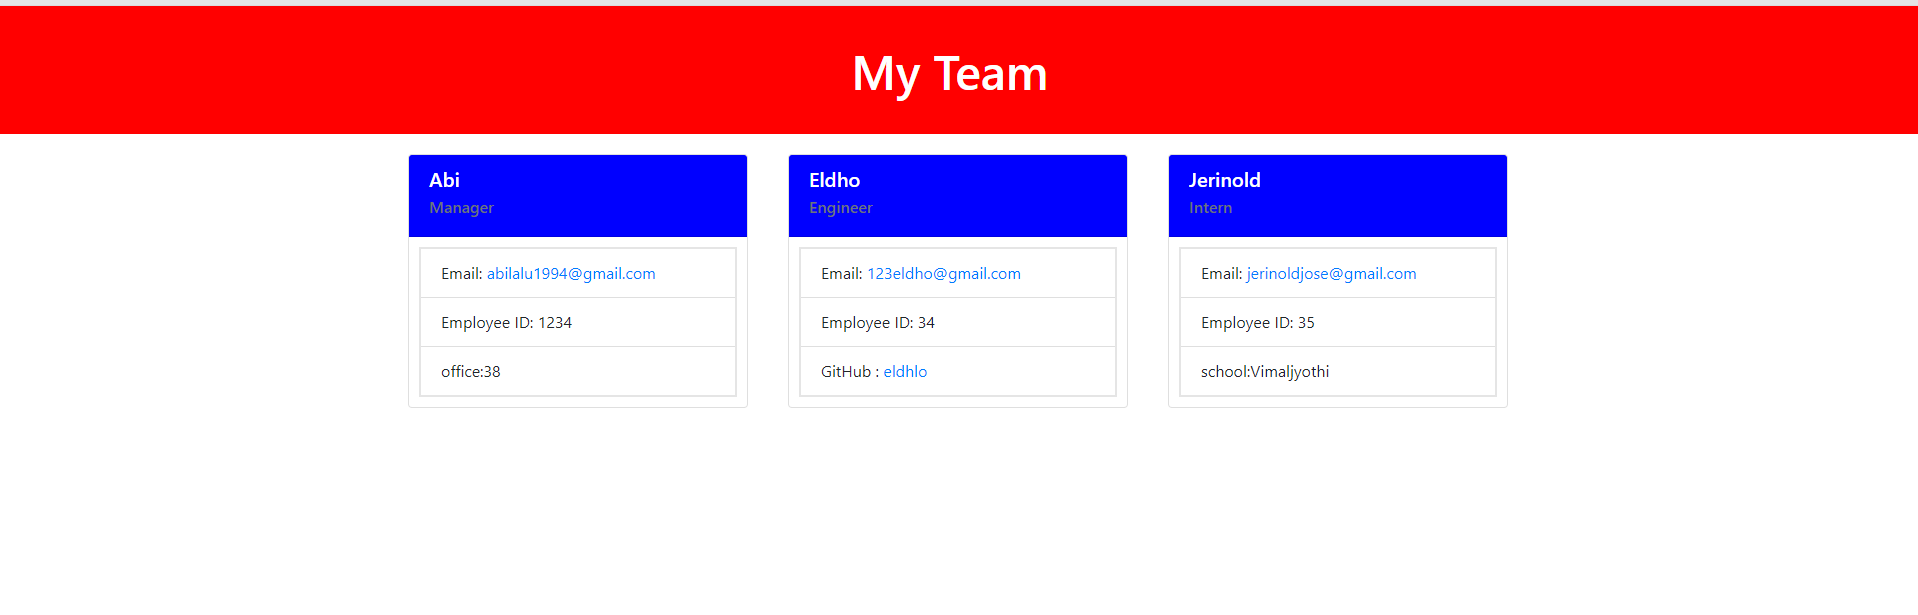 My Team
Abi
Manager
Email: abilalu1994@gmail.com
Employee ID: 1234
office:38
Eldho
Engineer
Email: 123eldho@gmail.com
Employee ID: 34
GitHub : eldhlo
Jerinold
Intern
Email: jerinoldjose@gmail.com
Employee ID: 35
school:Vimaljyothi